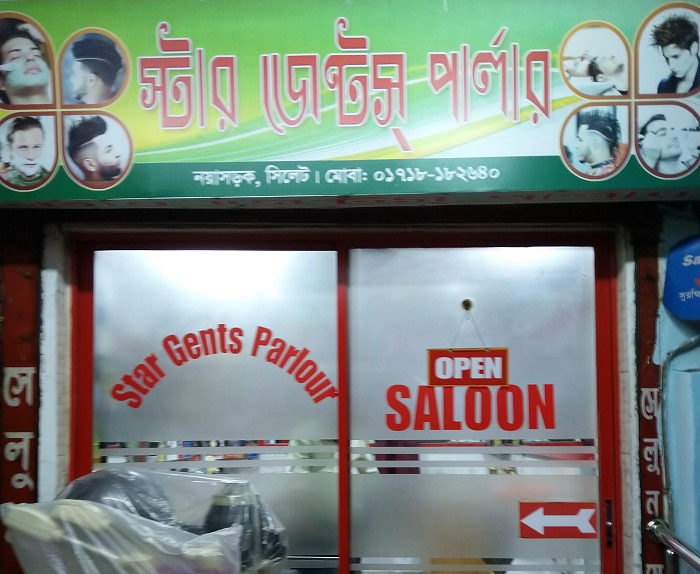 স্টার জেন্টস্ পার্লার
নয়াসড়ক, সিলেট। মোবা: ০১৭১৮-১৮২৬৪০
Star Gents Parlour
OPEN
SALOON
সেলুন
সেলুন